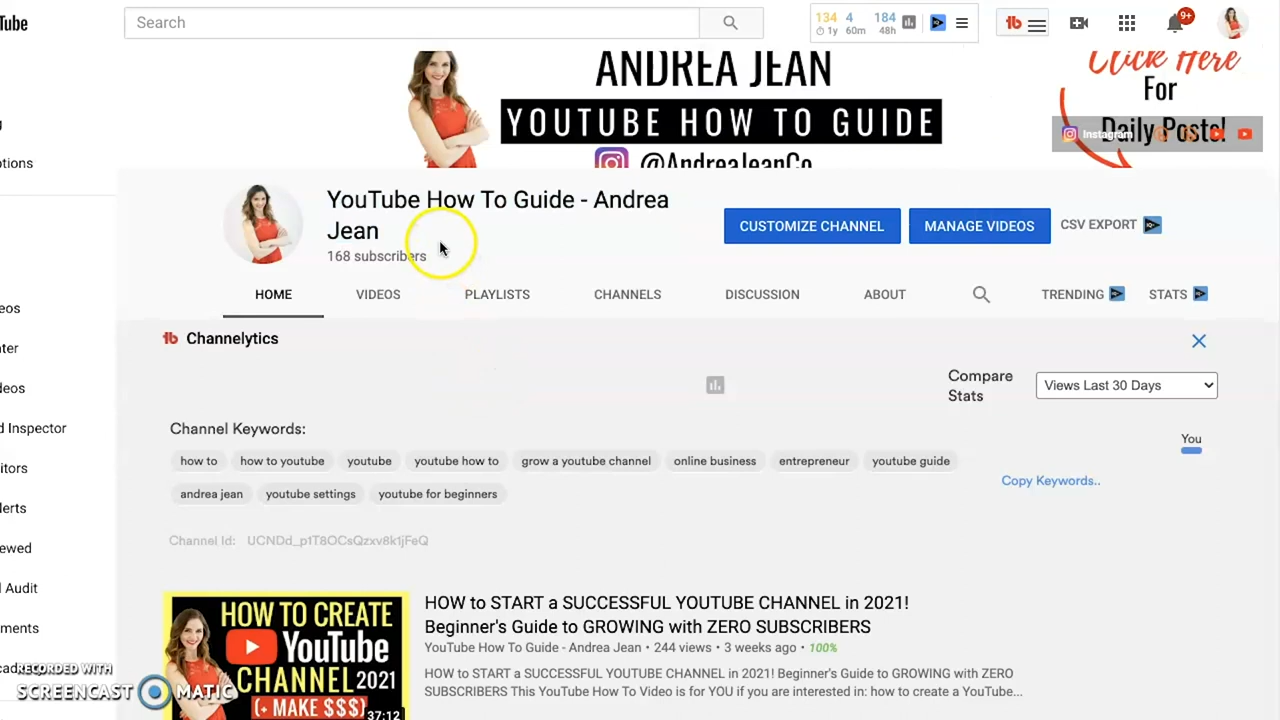 Tube
Search
134 4 184
1y 60m 48h
9+
ANDREA JEAN
YOUTUBE HOW TO GUIDE
@AndreaJeanCo
Click Here
For
Daily Posts!
Instagram
ptions
YouTube How To Guide - Andrea
Jean
168 subscribers
CUSTOMIZE CHANNEL
MANAGE VIDEOS
CSV EXPORT
HOME
VIDEOS
PLAYLISTS
CHANNELS
DISCUSSION
ABOUT
TRENDING
STATS
eos
nter
deos
d Inspector
itors
lerts
ewed
l Audit
ments
tb Channelytics
Compare
Stats
Views Last 30 Days
Channel Keywords:
how to
how to youtube
youtube
youtube how to
grow a youtube channel
online business
entrepreneur
youtube guide
andrea jean
youtube settings
youtube for beginners
You
Copy Keywords..
Channel Id: UCNDd_p1T8OCsQzxv8k1jFeQ
HOW TO CREATE
YouTube
CHANNEL 2021
(+ MAKE $$$)
37:12
HOW to START a SUCCESSFUL YOUTUBE CHANNEL in 2021!
Beginner's Guide to GROWING with ZERO SUBSCRIBERS
YouTube How To Guide - Andrea Jean • 244 views • 3 weeks ago • 100%
HOW to START a SUCCESSFUL YOUTUBE CHANNEL in 2021! Beginner's Guide to GROWING with ZERO
SUBSCRIBERS This YouTube How To Video is for YOU if you are interested in: how to create a YouTube...
RECORDED WITH
SCREENCAST MATIC